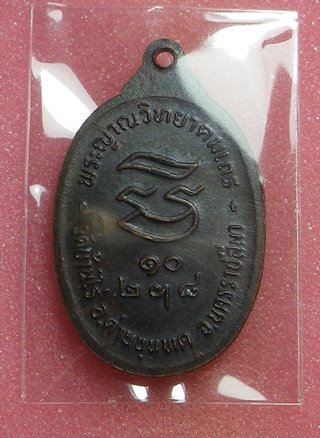 พระญาณวิทยาคมเถร
๑๐
วัดบ้านไร่ อ.ด่านขุนทด จ.นครราชสีมา